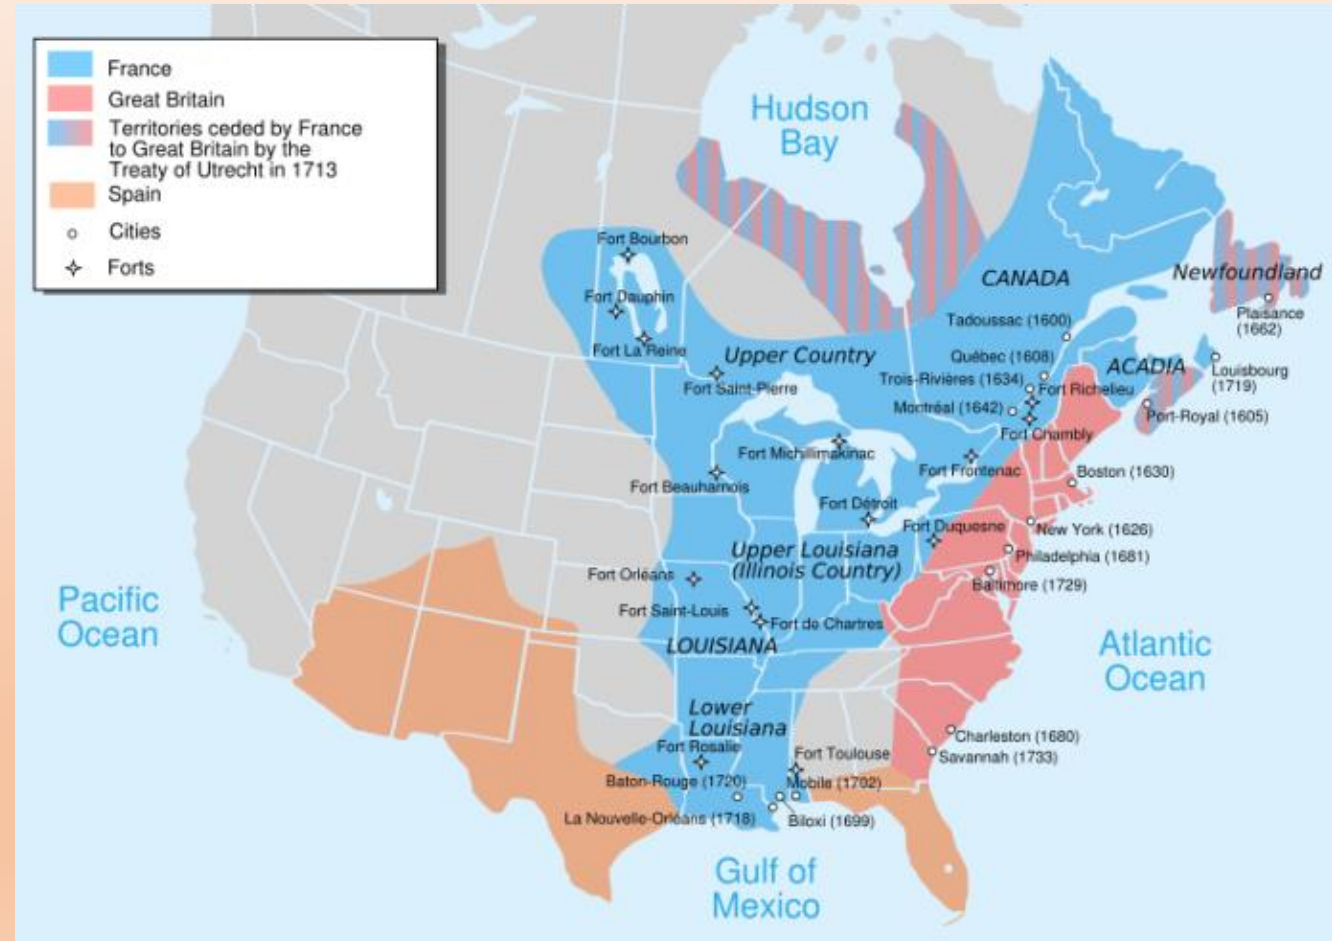 France
Great Britain
Territories ceded by France
to Great Britain by the
Treaty of Utrecht in 1713
Spain
Cities
Forts
Hudson
Bay
Fort Bourbon
Fort Dauphin
Fort La Reine
CANADA
Newfoundland
Plaisance
(1662)
Tadoussac (1600)
Upper Country
Québec (1608)
ACADIA
Louisbourg
(1719)
Fort Saint-Pierre
Trois-Rivières (1634)
Fort Richelieu
Montréal (1642)
Port-Royal (1605)
Fort Chambly
Fort Michillimakinac
Fort Frontenac
Boston (1630)
Fort Beauharnois
Fort Détroit
Fort Duquesne
New York (1626)
Upper Louisiana
(Illinois Country)
Philadelphia (1681)
Fort Orléans
Baltimore (1729)
Pacific
Ocean
Fort Saint-Louis
Fort de Chartres
LOUISIANA
Atlantic
Ocean
Lower
Louisiana
Charleston (1680)
Fort Rosalie
Fort Toulouse
Savannah (1733)
Baton-Rouge (1720)
Mobile (1702)
La Nouvelle-Orléans (1718)
Biloxi (1699)
Gulf of
Mexico